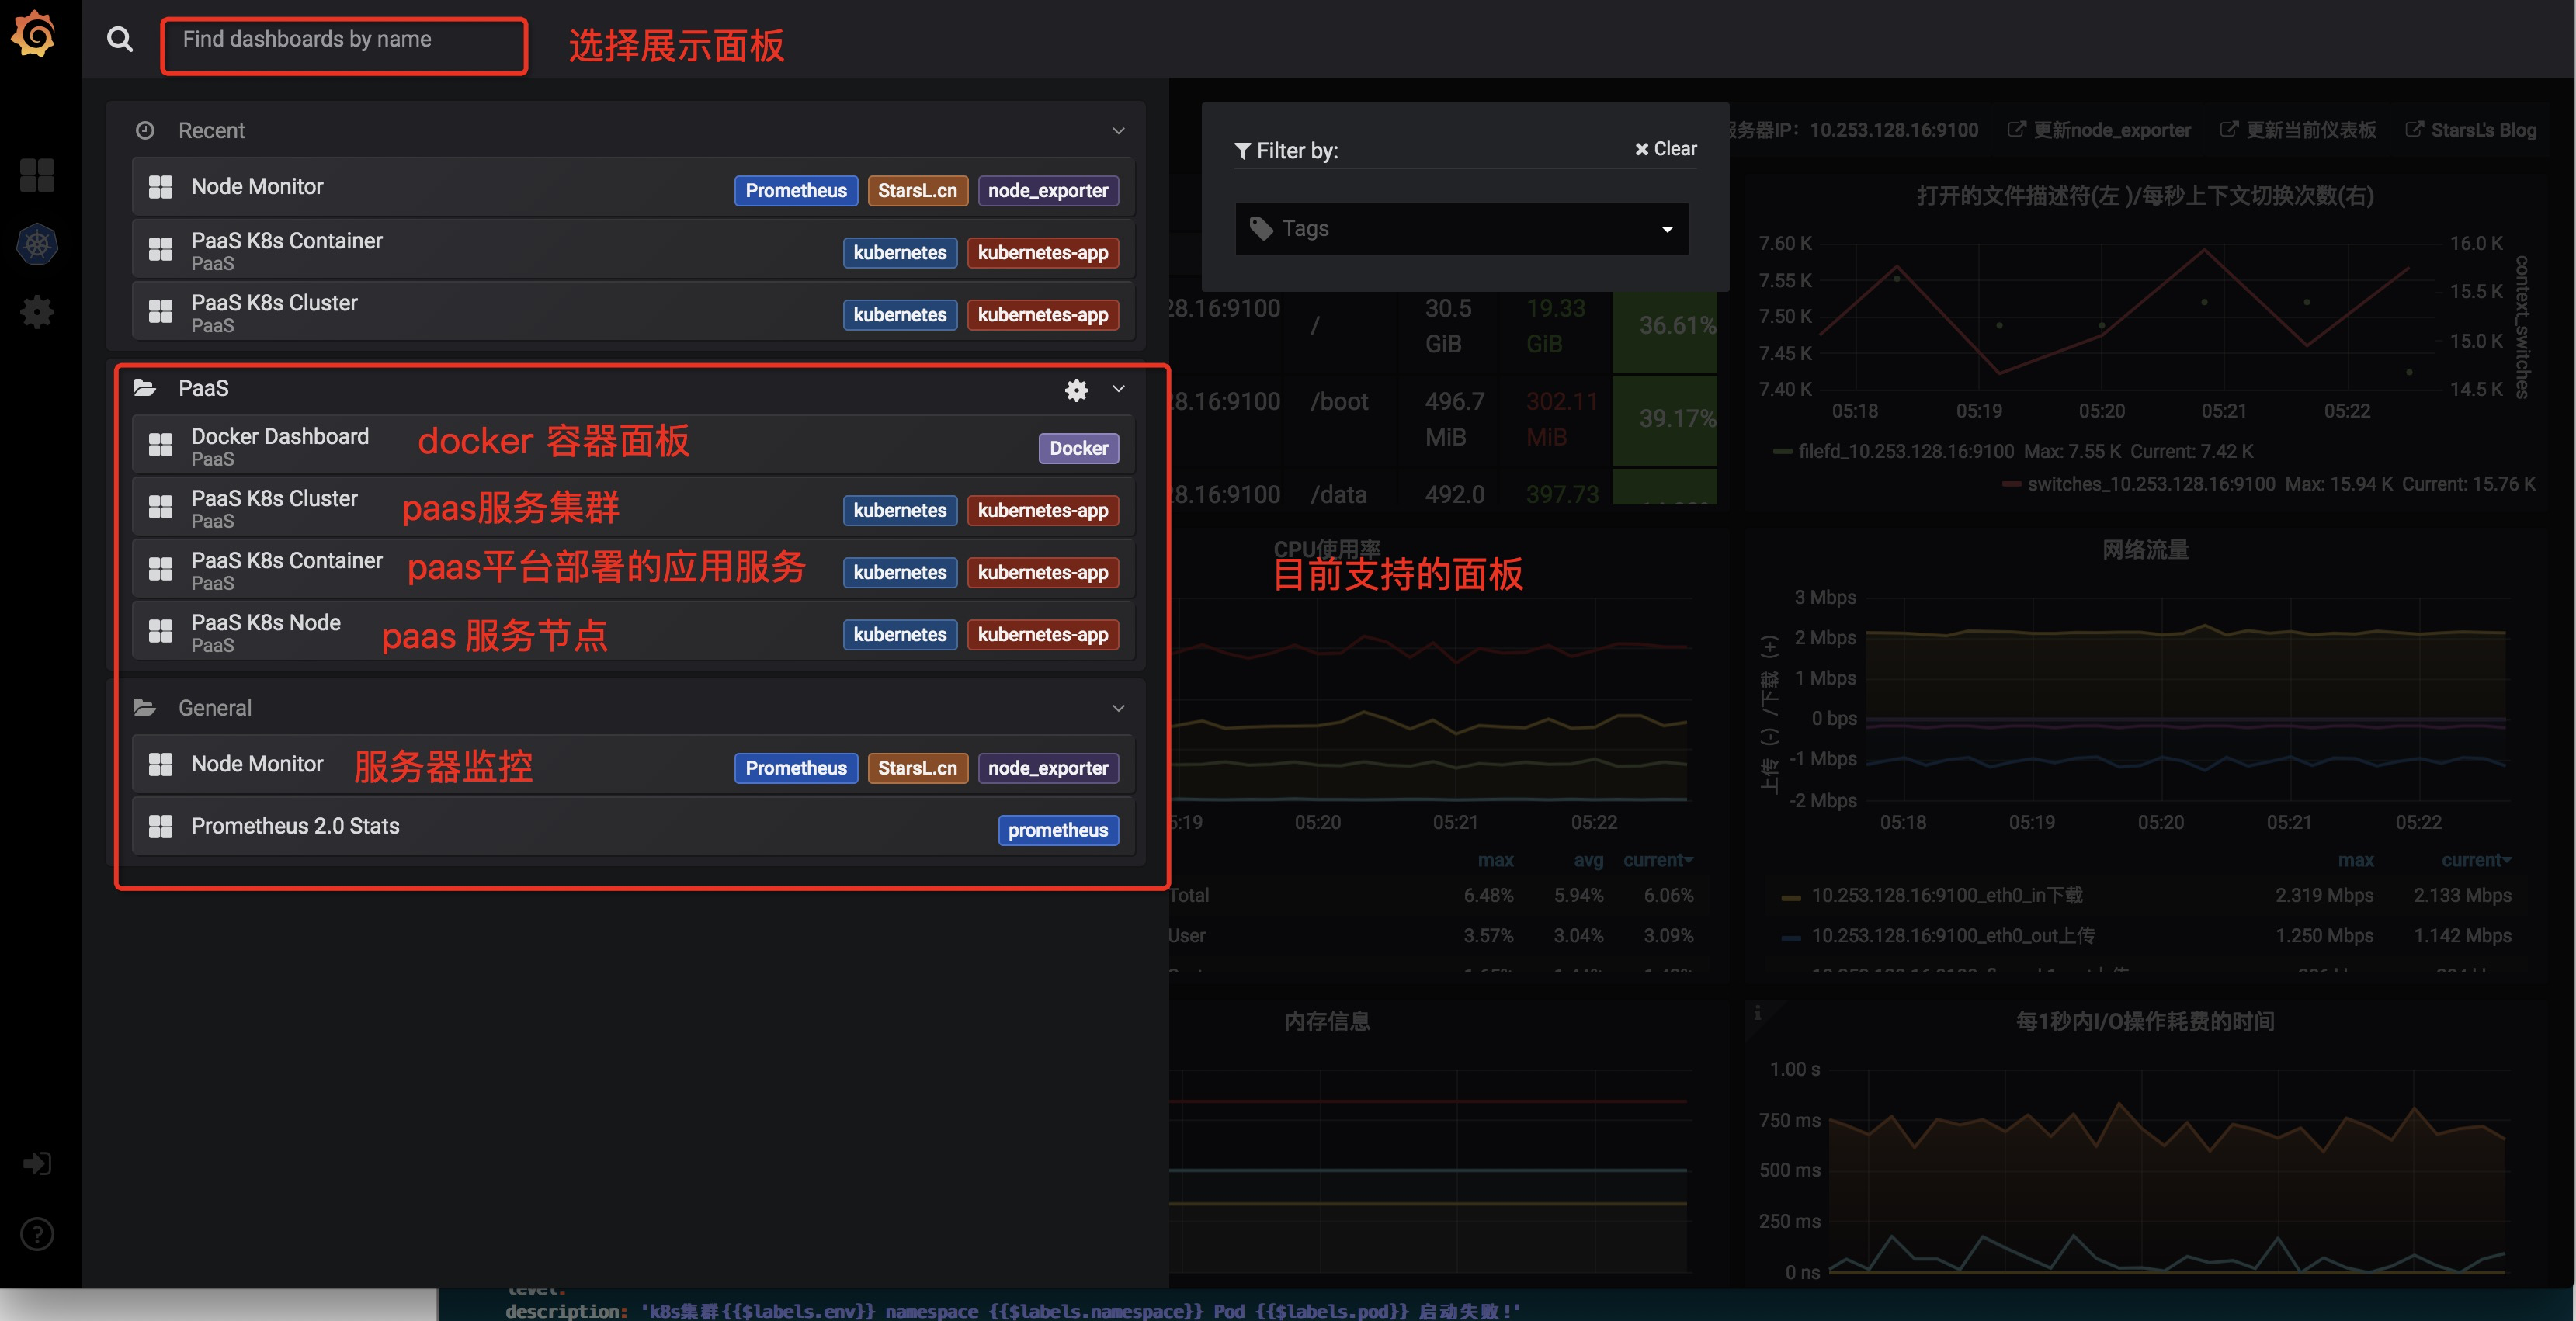 Find dashboards by name
选择展示面板
Recent
Node Monitor
Prometheus StarsL.cn node_exporter
PaaS K8s Container
PaaS
kubernetes kubernetes-app
PaaS K8s Cluster
PaaS
kubernetes kubernetes-app
PaaS
Docker Dashboard
PaaS
docker 容器面板
Docker
PaaS K8s Cluster
PaaS
paas服务集群
kubernetes kubernetes-app
PaaS K8s Container
PaaS
paas平台部署的应用服务
kubernetes kubernetes-app
PaaS K8s Node
PaaS
paas 服务节点
kubernetes kubernetes-app
General
Node Monitor
服务器监控
Prometheus StarsL.cn node_exporter
Prometheus 2.0 Stats
prometheus
Filter by:
Clear
Tags
服务器IP：10.253.128.16:9100 更新node_exporter 更新当前仪表板 StarsL's Blog
28.16:9100 / 30.5 GiB 19.33 GiB 36.61%
28.16:9100 /boot 496.7 MiB 302.11 MiB 39.17%
28.16:9100 /data 492.0 397.73
打开的文件描述符(左 )/每秒上下文切换次数(右)
7.60 K
7.55 K
7.50 K
7.45 K
7.40 K
16.0 K
15.5 K
15.0 K
14.5 K
context_switches
05:18 05:19 05:20 05:21 05:22
filefd_10.253.128.16:9100 Max: 7.55 K Current: 7.42 K
switches_10.253.128.16:9100 Max: 15.94 K Current: 15.76 K
CPU使用率
目前支持的面板
5:19 05:20 05:21 05:22
max avg current
Total 6.48% 5.94% 6.06%
User 3.57% 3.04% 3.09%
网络流量
3 Mbps
2 Mbps
1 Mbps
0 bps
-1 Mbps
-2 Mbps
上传 (-) /下载 (+)
05:18 05:19 05:20 05:21 05:22
max current
10.253.128.16:9100_eth0_in下载 2.319 Mbps 2.133 Mbps
10.253.128.16:9100_eth0_out上传 1.250 Mbps 1.142 Mbps
内存信息
每1秒内I/O操作耗费的时间
1.00 s
750 ms
500 ms
250 ms
0 ns
level:
description: 'k8s集群{{$labels.env}} namespace {{$labels.namespace}} Pod {{$labels.pod}} 启动失败!'